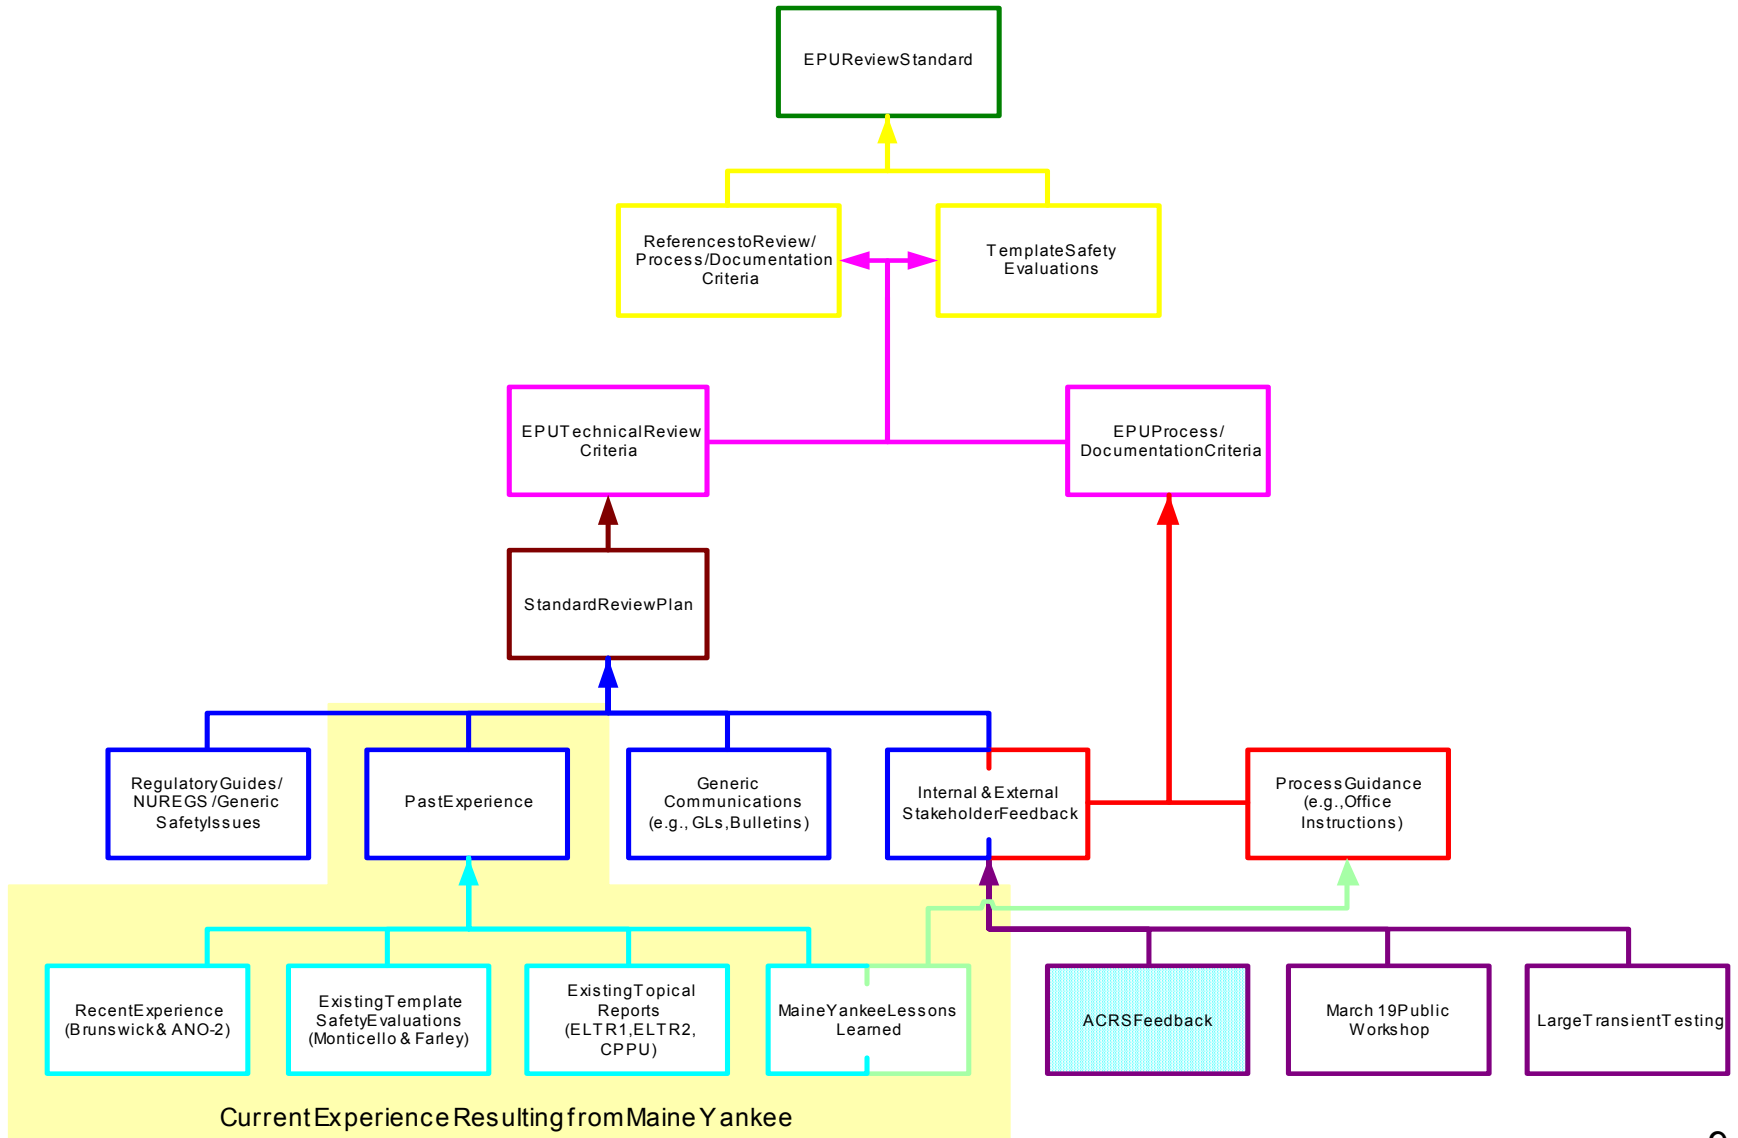 EPUReviewStandard
ReferencestoReview/
Process/Documentation
Criteria
TemplateSafety
Evaluations
EPUTechnicalReview
Criteria
EPUProcess/
DocumentationCriteria
StandardReviewPlan
RegulatoryGuides/
NUREGS/Generic
SafetyIssues
PastExperience
Generic
Communications
(e.g., GLs,Bulletins)
Internal & External
StakeholderFeedback
ProcessGuidance
(e.g.,Office
Instructions)
RecentExperience
(Brunswick & ANO-2)
ExistingTemplate
SafetyEvaluations
(Monticello & Farley)
ExistingTopical
Reports
(ELTR1,ELTR2,
CPPU)
MaineYankeeLessons
Learned
ACRSFeedback
March 19Public
Workshop
LargeTransientTesting
CurrentExperienceResultingfromMaineYankee